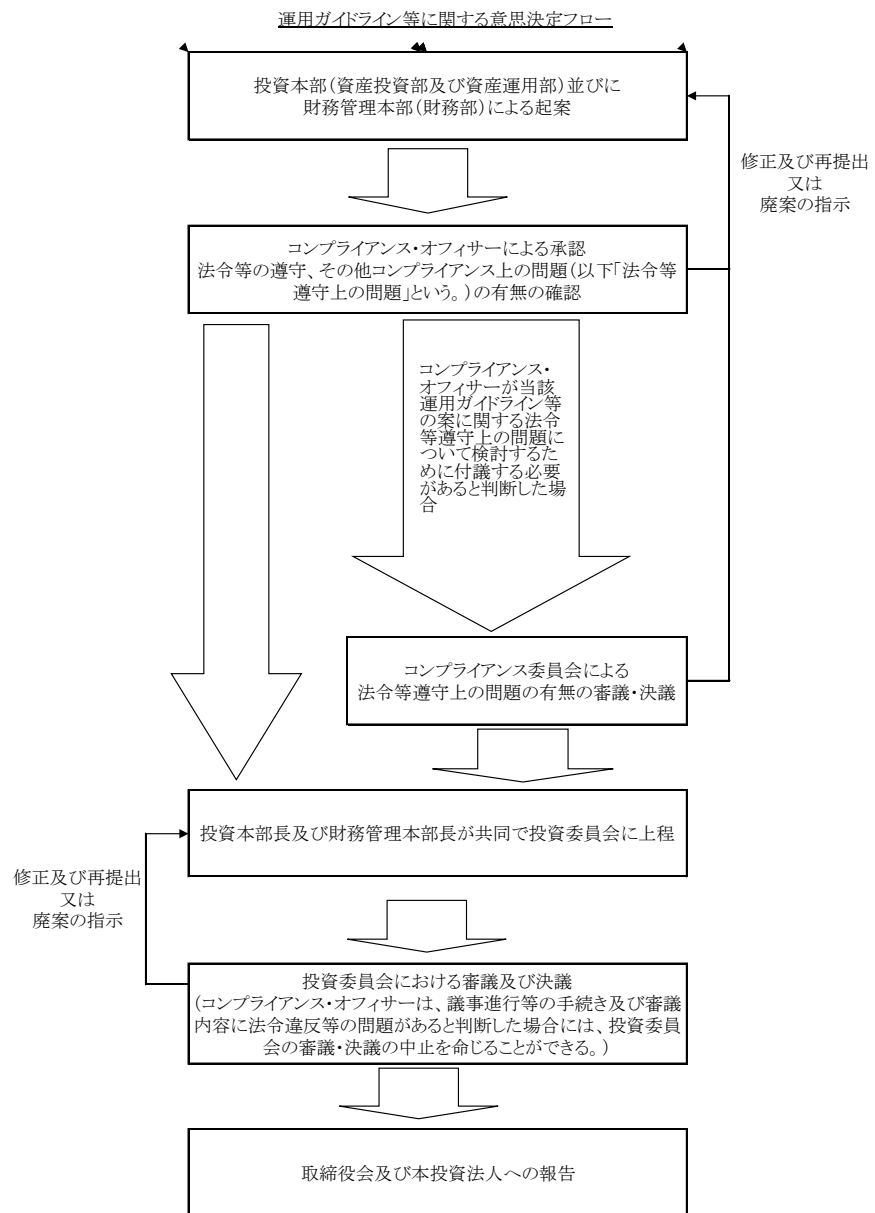 運用ガイドライン等に関する意思決定フロー
投資本部(資産投資部及び資産運用部)並びに
財務管理本部(財務部)による起案
修正及び再提出
又は
廃案の指示
コンプライアンス・オフィサーによる承認
法令等の遵守、その他コンプライアンス上の問題(以下「法令等
遵守上の問題」という。)の有無の確認
コンプライアンス・
オフィサーが当該
運用ガイドライン等
の案に関する法令
等遵守上の問題に
ついて検討するた
めに付議する必要
があると判断した場
合
コンプライアンス委員会による
法令等遵守上の問題の有無の審議・決議
投資本部長及び財務管理本部長が共同で投資委員会に上程
修正及び再提出
又は
廃案の指示
投資委員会における審議及び決議
(コンプライアンス・オフィサーは、議事進行等の手続き及び審議
内容に法令違反等の問題があると判断した場合には、投資委員
会の審議・決議の中止を命じることができる。)
取締役会及び本投資法人への報告